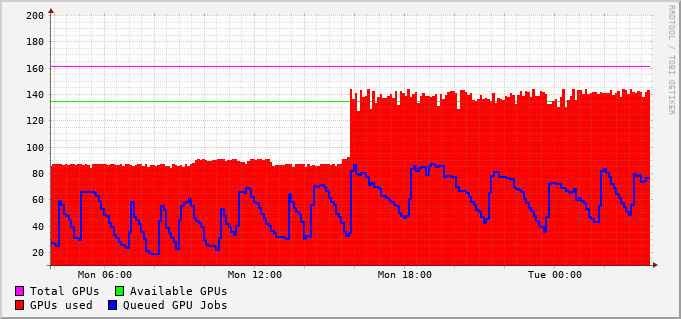 200
180
160
140
120
100
80
60
40
20
Mon 06:00 Mon 12:00 Mon 18:00 Tue 00:00
Total GPUs Available GPUs
GPUs used Queued GPU Jobs
RRDTOOL / TOBI OETIKER